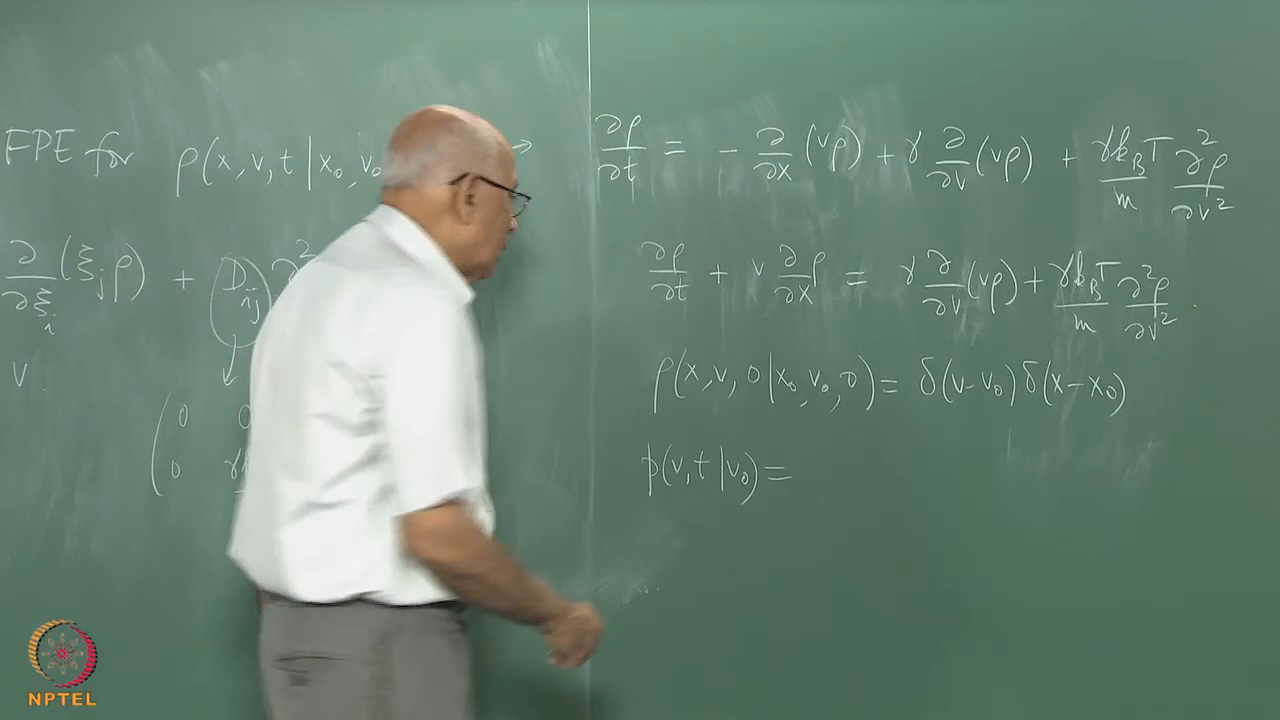 FPE for ρ(x, v, t | x₀, v₀ →
∂/∂ξᵢ (ξⱼ ρ) + Dᵢⱼ ∂²
v.
0 0
0 γ
∂ρ/∂t = - ∂/∂x (vρ) + γ ∂/∂v (vρ) + γk_BT/m ∂²ρ/∂v²
∂ρ/∂t + v ∂ρ/∂x = γ ∂/∂v (vρ) + γk_BT/m ∂²ρ/∂v² .
ρ(x, v, 0 | x₀, v₀, 0) = δ(v - v₀) δ(x - x₀)
p(v, t | v₀) =
NPTEL